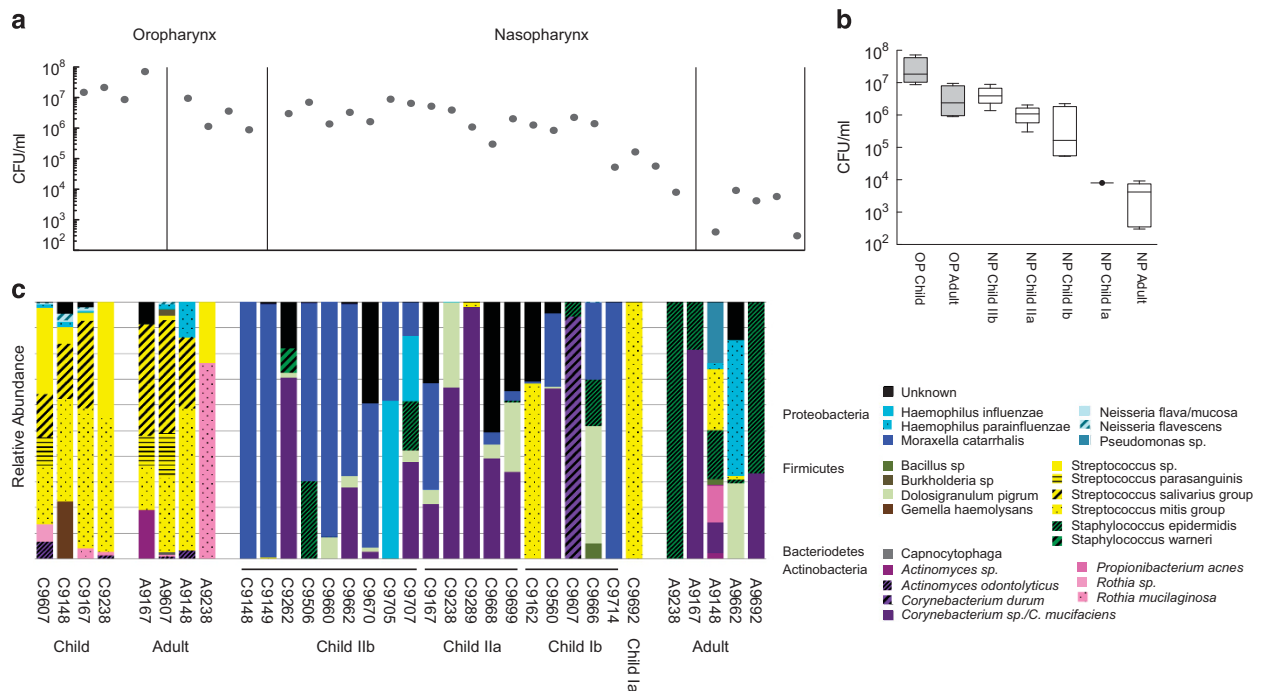 a
Oropharynx
Nasopharynx
CFU/ml
10^8
10^7
10^6
10^5
10^4
10^3
10^2
b
CFU/ml
10^8
10^7
10^6
10^5
10^4
10^3
10^2
OP Child
OP Adult
NP Child IIb
NP Child IIa
NP Child Ib
NP Child Ia
NP Adult
c
Relative Abundance
C9607
C9148
C9167
C9238
A9167
A9607
A9148
A9238
C9148
C9149
C9262
C9506
C9660
C9662
C9670
C9705
C9707
C9167
C9238
C9289
C9668
C9699
C9162
C9560
C9607
C9666
C9714
C9692
A9238
A9167
A9148
A9662
A9692
Child
Adult
Child IIb
Child IIa
Child Ib
Child Ia
Adult
Unknown
Proteobacteria
Haemophilus influenzae
Haemophilus parainfluenzae
Moraxella catarrhalis
Neisseria flava/mucosa
Neisseria flavescens
Pseudomonas sp.
Firmicutes
Bacillus sp
Burkholderia sp
Dolosigranulum pigrum
Gemella haemolysans
Streptococcus sp.
Streptococcus parasanguinis
Streptococcus salivarius group
Streptococcus mitis group
Staphylococcus epidermidis
Staphylococcus warneri
Bacteriodetes
Capnocytophaga
Actinobacteria
Actinomyces sp.
Actinomyces odontolyticus
Corynebacterium durum
Corynebacterium sp./C. mucifaciens
Propionibacterium acnes
Rothia sp.
Rothia mucilaginosa